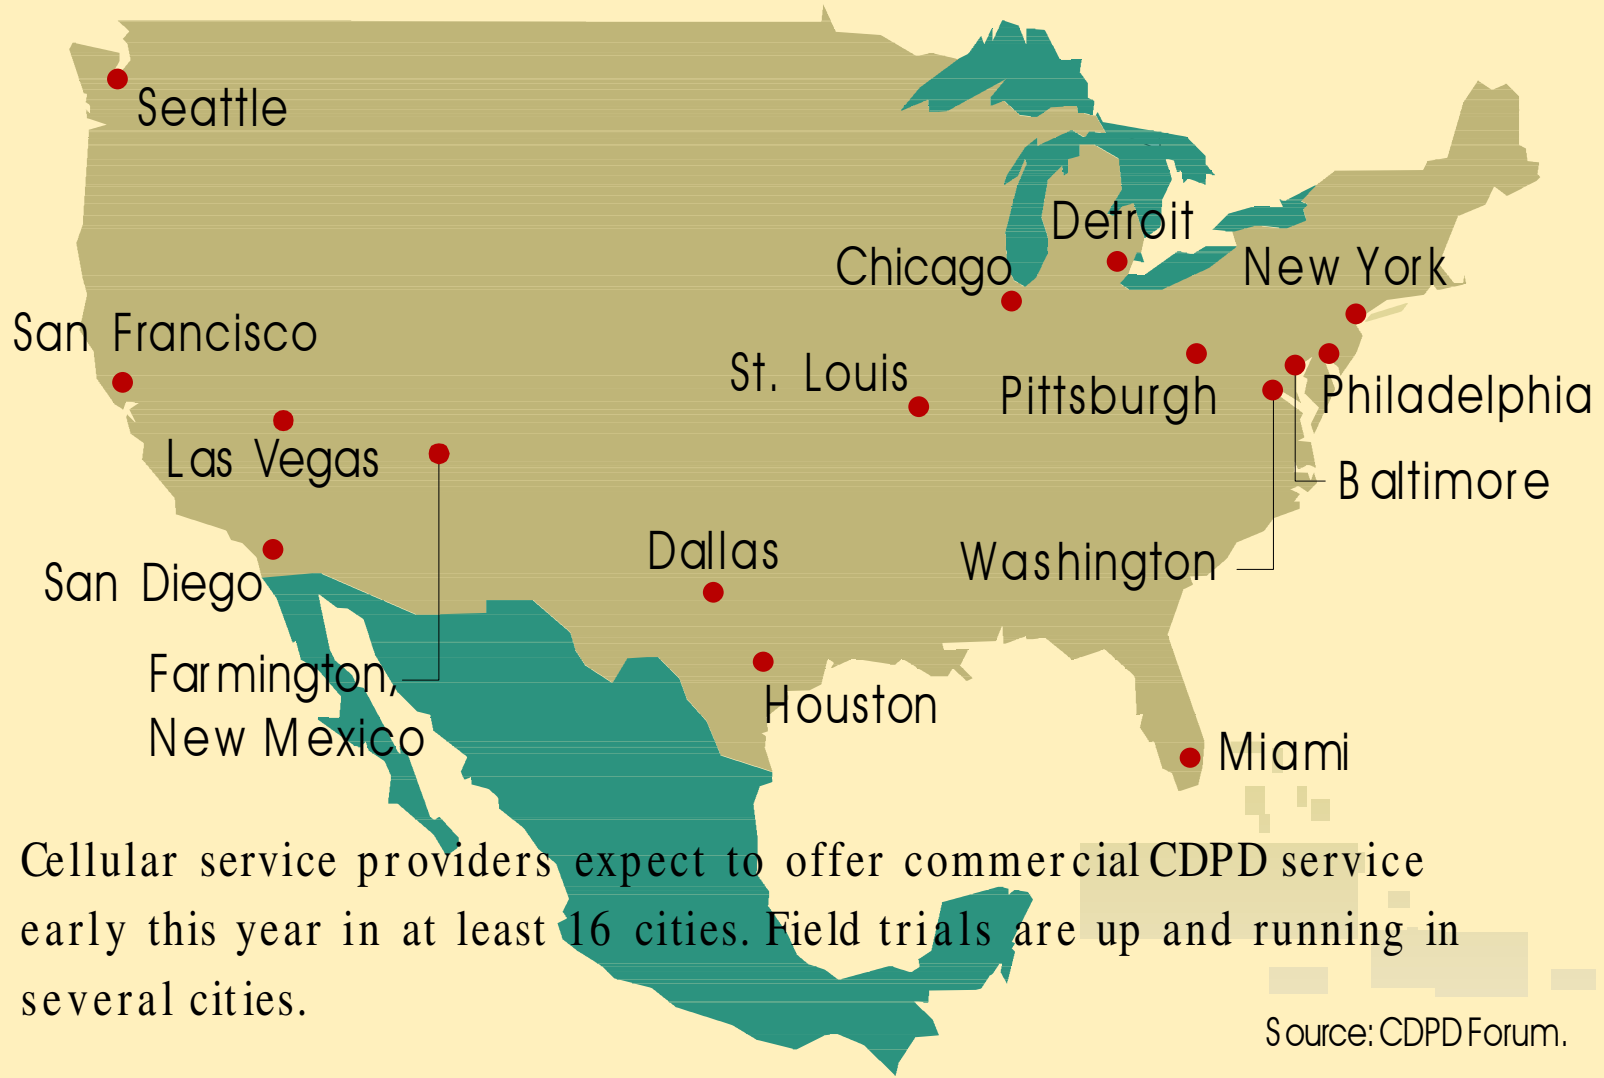 Seattle
Detroit
Chicago
New York
San Francisco
St. Louis
Pittsburgh
Philadelphia
Las Vegas
Baltimore
Dallas
Washington
San Diego
Farmington,
New Mexico
Houston
Miami
Cellular service providers expect to offer commercial CDPD service
early this year in at least 16 cities. Field trials are up and running in
several cities.
Source: CDPD Forum.